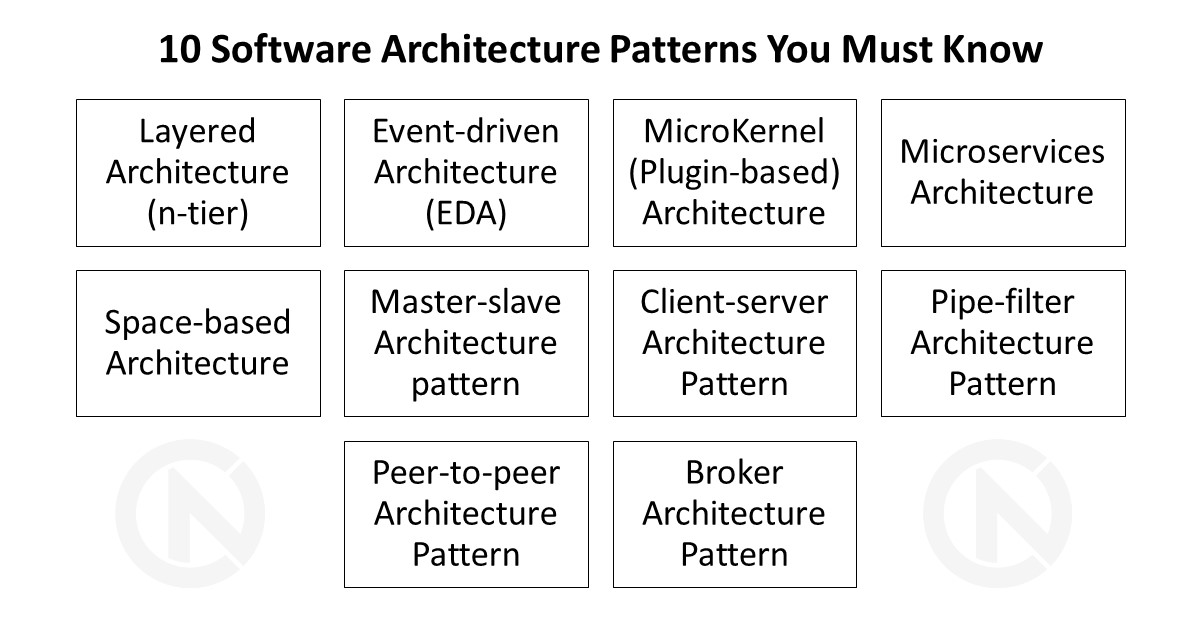 10 Software Architecture Patterns You Must Know
Layered
Architecture
(n-tier)
Event-driven
Architecture
(EDA)
MicroKernel
(Plugin-based)
Architecture
Microservices
Architecture
Space-based
Architecture
Master-slave
Architecture
pattern
Client-server
Architecture
Pattern
Pipe-filter
Architecture
Pattern
Peer-to-peer
Architecture
Pattern
Broker
Architecture
Pattern